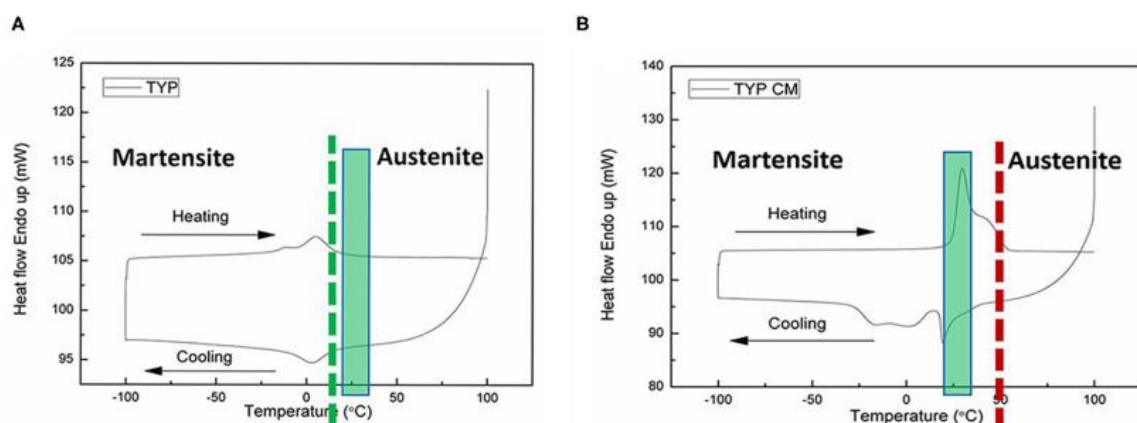 A
TYP
Martensite
Austenite
Heating
Cooling
Heat flow Endo up (mW)
125
120
115
110
105
100
95
-100
-50
0
50
100
Temperature (°C)
B
TYP CM
Martensite
Austenite
Heating
Cooling
Heat flow Endo up (mW)
140
130
120
110
100
90
80
-100
-50
0
50
100
Temperature (°C)